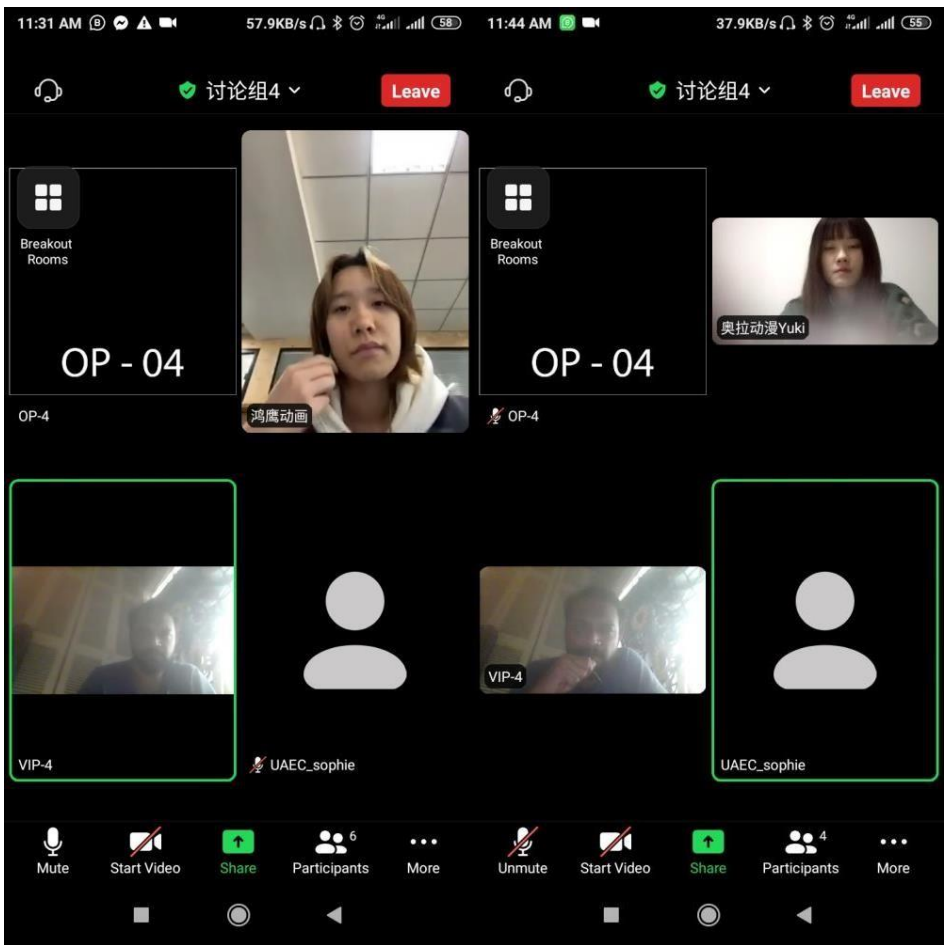 11:31 AM
57.9KB/s
4G
58
讨论组4
Leave
Breakout
Rooms
OP - 04
OP-4
鸿鹰动画
VIP-4
UAEC_sophie
Mute
Start Video
Share
6
Participants
More
11:44 AM
37.9KB/s
4G
55
讨论组4
Leave
Breakout
Rooms
OP - 04
OP-4
奥拉动漫Yuki
VIP-4
UAEC_sophie
Unmute
Start Video
Share
4
Participants
More